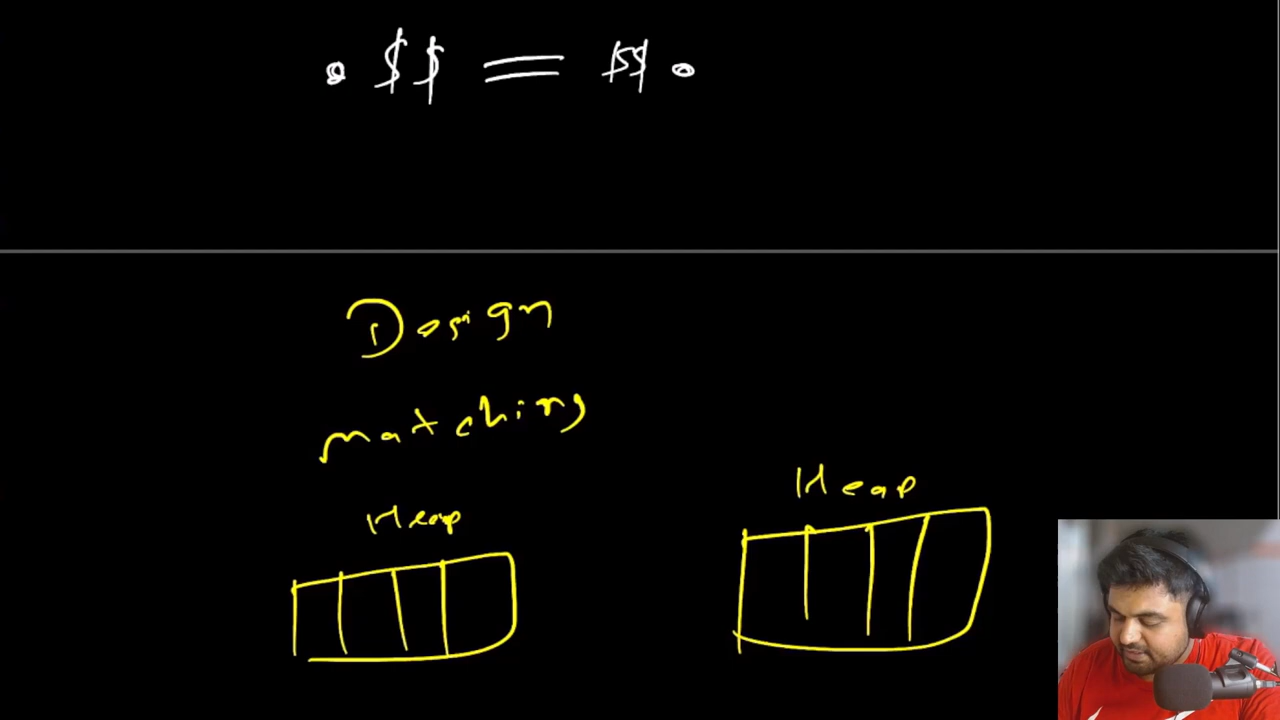 • $$ = $$ •
Design
matching
Heap
Heap